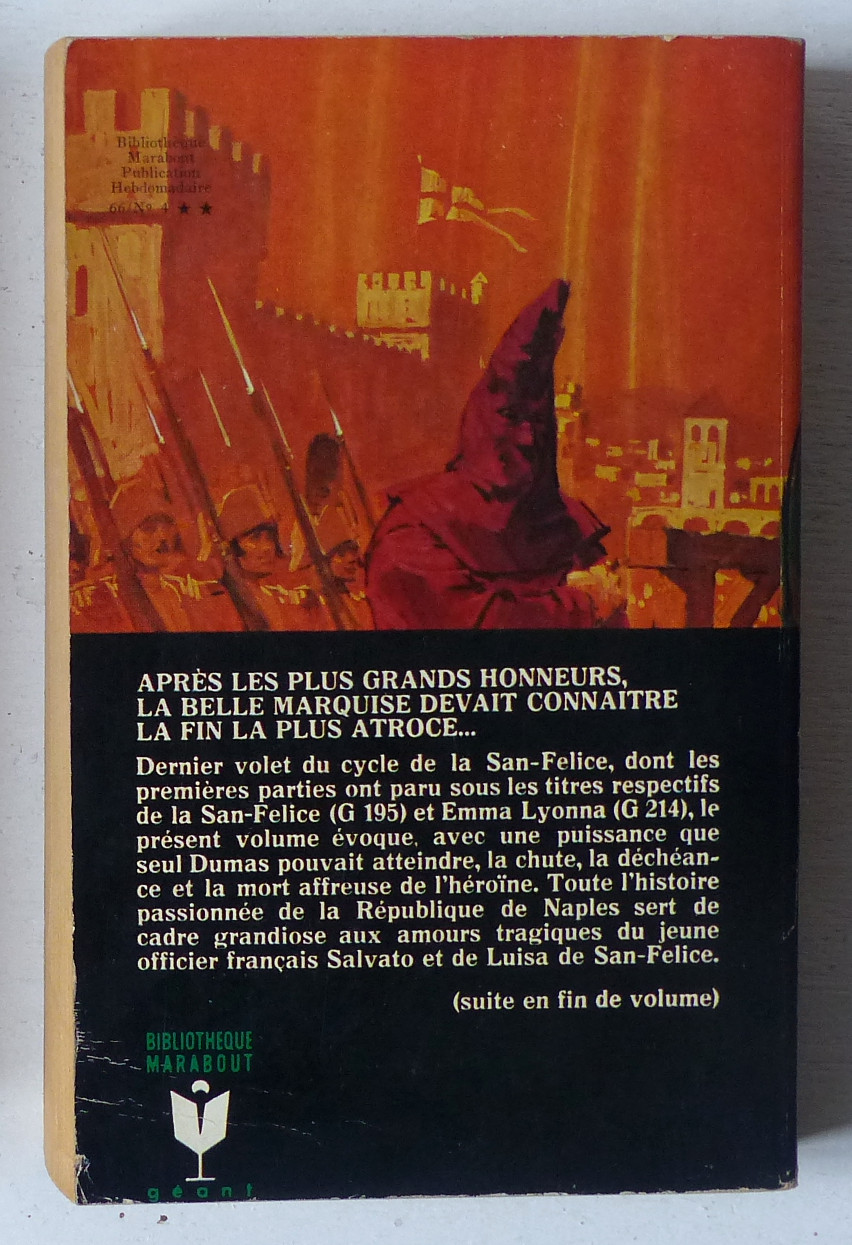 Bibliothèque
Marabout
Publication
Hebdomadaire
66/No 4 ★ ★
APRÈS LES PLUS GRANDS HONNEURS,
LA BELLE MARQUISE DEVAIT CONNAITRE
LA FIN LA PLUS ATROCE...
Dernier volet du cycle de la San-Felice, dont les
premières parties ont paru sous les titres respectifs
de la San-Felice (G 195) et Emma Lyonna (G 214), le
présent volume évoque, avec une puissance que
seul Dumas pouvait atteindre, la chute, la déchéan-
ce et la mort affreuse de l'héroïne. Toute l'histoire
passionnée de la République de Naples sert de
cadre grandiose aux amours tragiques du jeune
officier français Salvato et de Luisa de San-Felice.
(suite en fin de volume)
BIBLIOTHEQUE
MARABOUT
géant